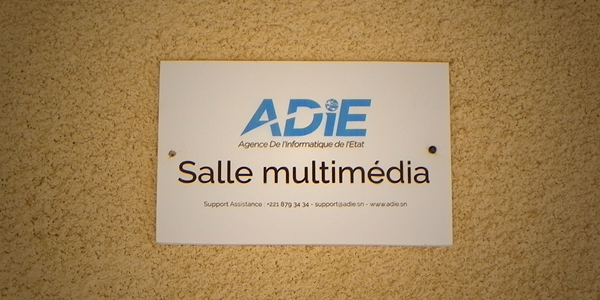 ADiE
Agence De l'Informatique de l'Etat
Salle multimédia
Support Assistance : +221 879 34 34 - support@adie.sn - www.adie.sn